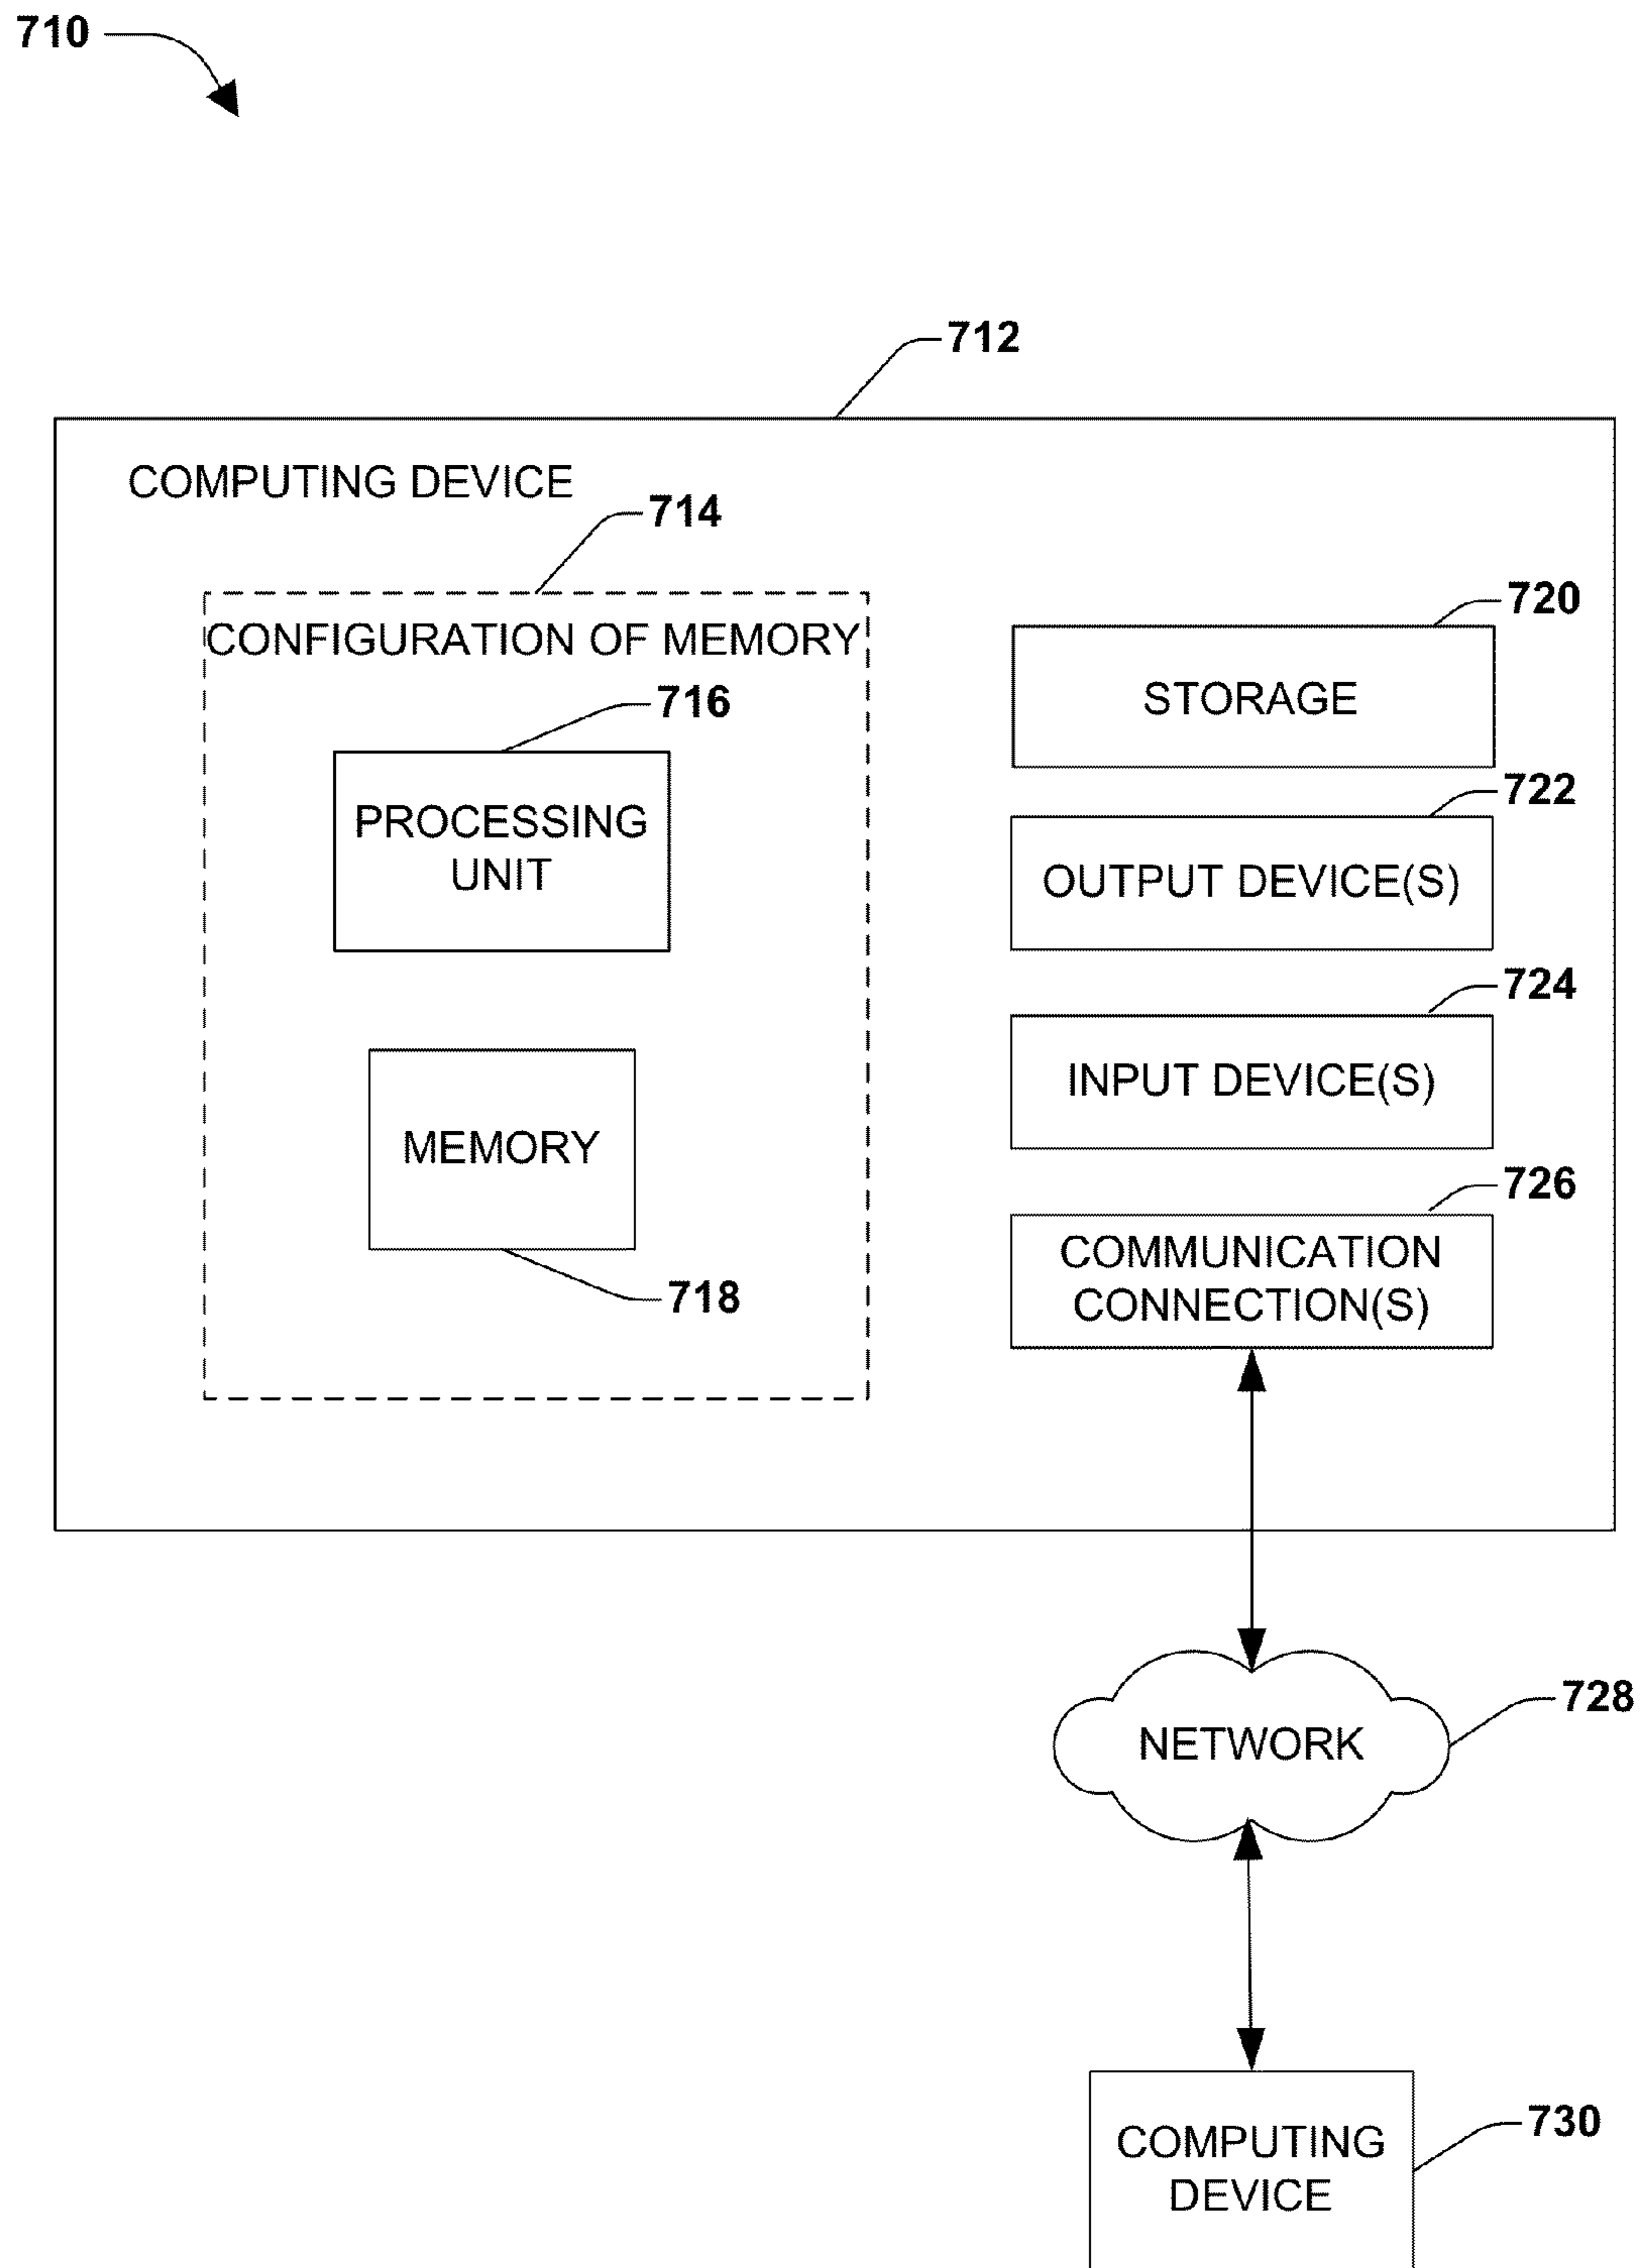 710
712
COMPUTING DEVICE
714
CONFIGURATION OF MEMORY
716
PROCESSING
UNIT
MEMORY
718
720
STORAGE
722
OUTPUT DEVICE(S)
724
INPUT DEVICE(S)
726
COMMUNICATION
CONNECTION(S)
728
NETWORK
730
COMPUTING
DEVICE